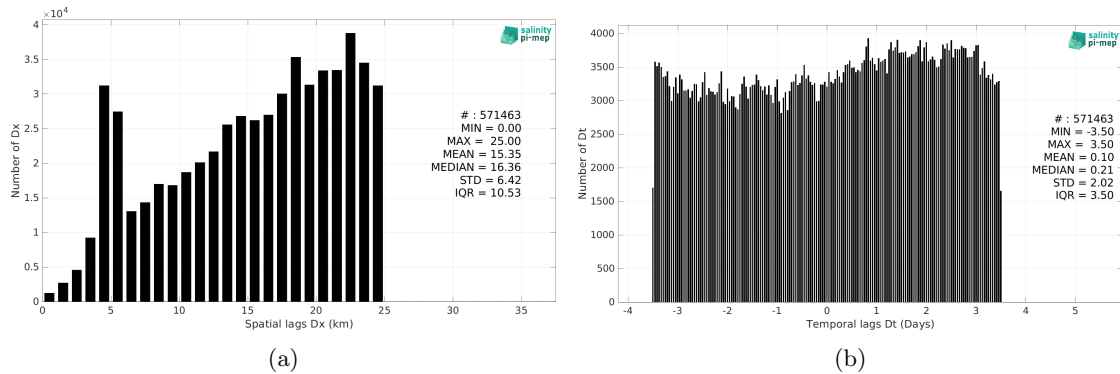 ×10⁴
4
3.5
3
2.5
2
1.5
1
0.5
0
0 5 10 15 20 25 30 35
Number of Dx
Spatial lags Dx (km)
salinity
pi-mep
# : 571463
MIN = 0.00
MAX = 25.00
MEAN = 15.35
MEDIAN = 16.36
STD = 6.42
IQR = 10.53
(a)
4000
3500
3000
2500
2000
1500
1000
500
0
-4 -3 -2 -1 0 1 2 3 4 5
Number of Dt
Temporal lags Dt (Days)
salinity
pi-mep
# : 571463
MIN = -3.50
MAX = 3.50
MEAN = 0.10
MEDIAN = 0.21
STD = 2.02
IQR = 3.50
(b)